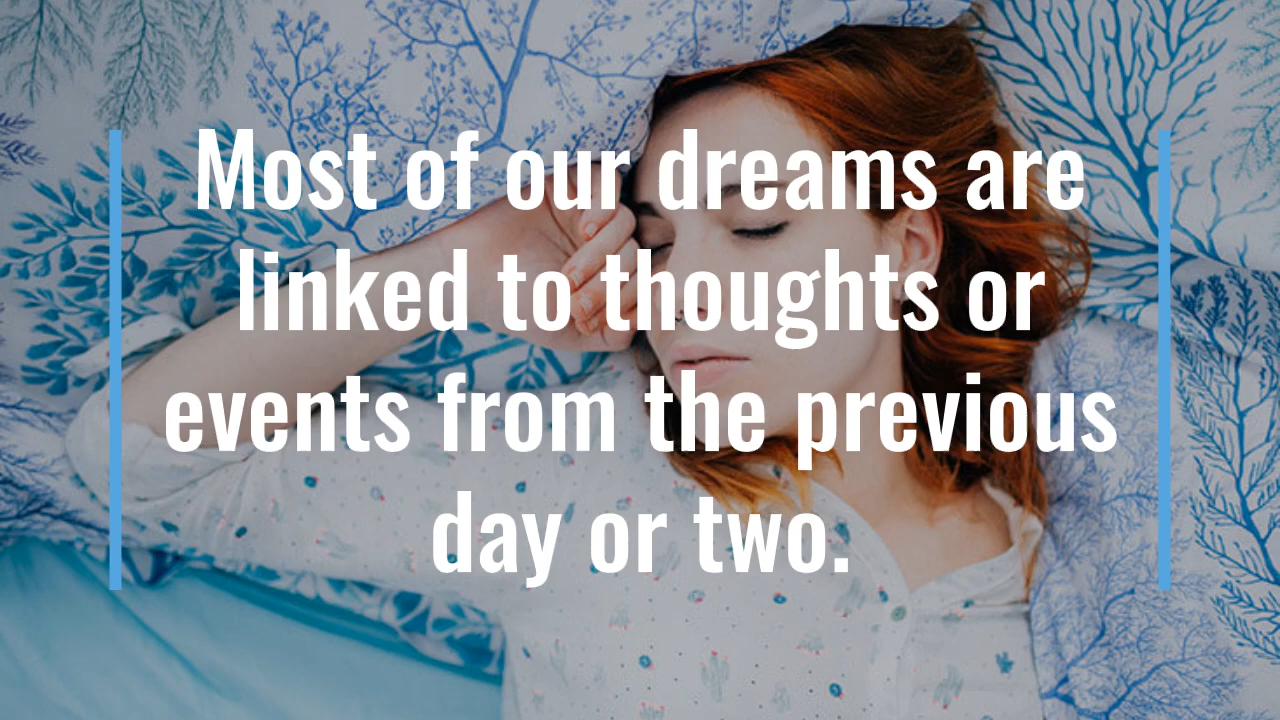 Most of our dreams are
linked to thoughts or
events from the previous
day or two.